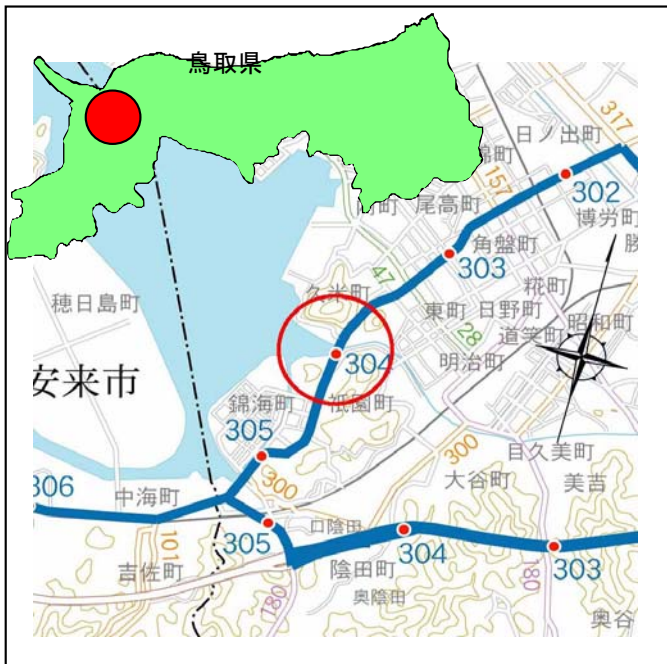 鳥取県
日ノ出町
317
錦町
157
302
尾高町
博労町
角盤町
303
47
久米町
糀町
東町
日野町
昭和町
28
道笑町
304
穂日島町
明治町
安来市
錦海町
祇園町
305
300
目久美町
300
306
中海町
大谷町
美吉
口陰田
305
304
101
303
陰田町
吉佐町
180
180
奥陰田
奥谷